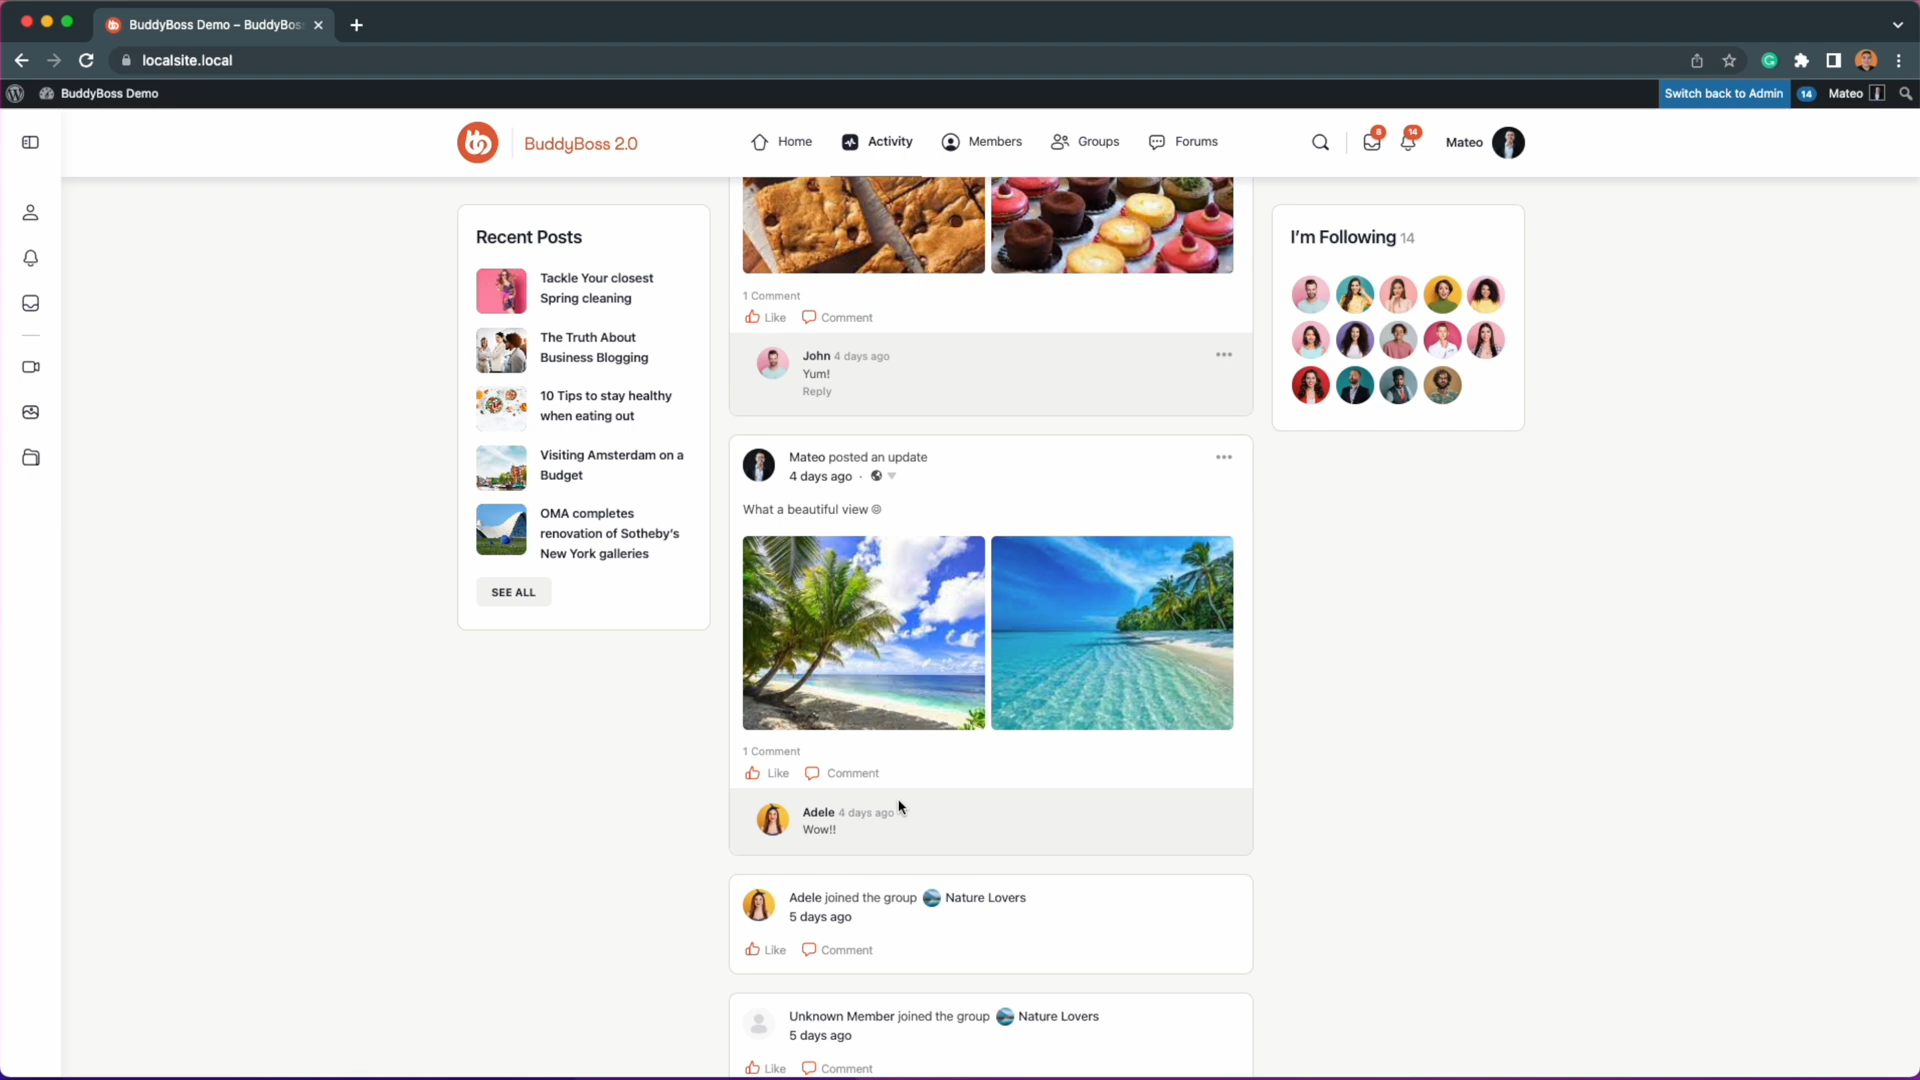 BuddyBoss Demo – BuddyBos
localsite.local
BuddyBoss Demo
Switch back to Admin
14
Mateo
BuddyBoss 2.0
Home
Activity
Members
Groups
Forums
8
14
Mateo
Recent Posts
Tackle Your closest
Spring cleaning
The Truth About
Business Blogging
10 Tips to stay healthy
when eating out
Visiting Amsterdam on a
Budget
OMA completes
renovation of Sotheby's
New York galleries
SEE ALL
1 Comment
Like Comment
John 4 days ago
Yum!
Reply
Mateo posted an update
4 days ago ·
What a beautiful view
1 Comment
Like Comment
Adele 4 days ago
Wow!!
Adele joined the group Nature Lovers
5 days ago
Like Comment
Unknown Member joined the group Nature Lovers
5 days ago
Like Comment
I'm Following 14